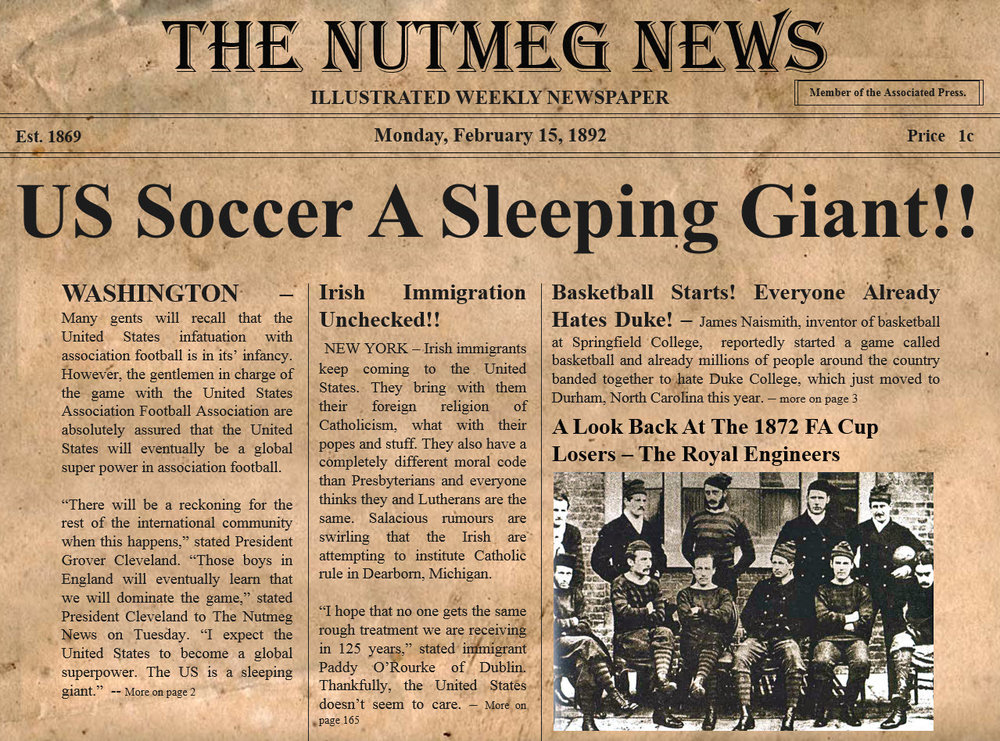 THE NUTMEG NEWS
ILLUSTRATED WEEKLY NEWSPAPER
Member of the Associated Press.
Est. 1869
Monday, February 15, 1892
Price 1c
US Soccer A Sleeping Giant!!
WASHINGTON –
Many gents will recall that the
United States infatuation with
association football is in its’ infancy.
However, the gentlemen in charge of
the game with the United States
Association Football Association are
absolutely assured that the United
States will eventually be a global
super power in association football.
“There will be a reckoning for the
rest of the international community
when this happens,” stated President
Grover Cleveland. “Those boys in
England will eventually learn that
we will dominate the game,” stated
President Cleveland to The Nutmeg
News on Tuesday. “I expect the
United States to become a global
superpower. The US is a sleeping
giant.” -- More on page 2
Irish Immigration
Unchecked!!
NEW YORK – Irish immigrants
keep coming to the United
States. They bring with them
their foreign religion of
Catholicism, what with their
popes and stuff. They also have a
completely different moral code
than Presbyterians and everyone
thinks they and Lutherans are the
same. Salacious rumours are
swirling that the Irish are
attempting to institute Catholic
rule in Dearborn, Michigan.
“I hope that no one gets the same
rough treatment we are receiving
in 125 years,” stated immigrant
Paddy O’Rourke of Dublin.
Thankfully, the United States
doesn’t seem to care. – More on
page 165
Basketball Starts! Everyone Already
Hates Duke! – James Naismith, inventor of basketball
at Springfield College, reportedly started a game called
basketball and already millions of people around the country
banded together to hate Duke College, which just moved to
Durham, North Carolina this year. – more on page 3
A Look Back At The 1872 FA Cup
Losers – The Royal Engineers